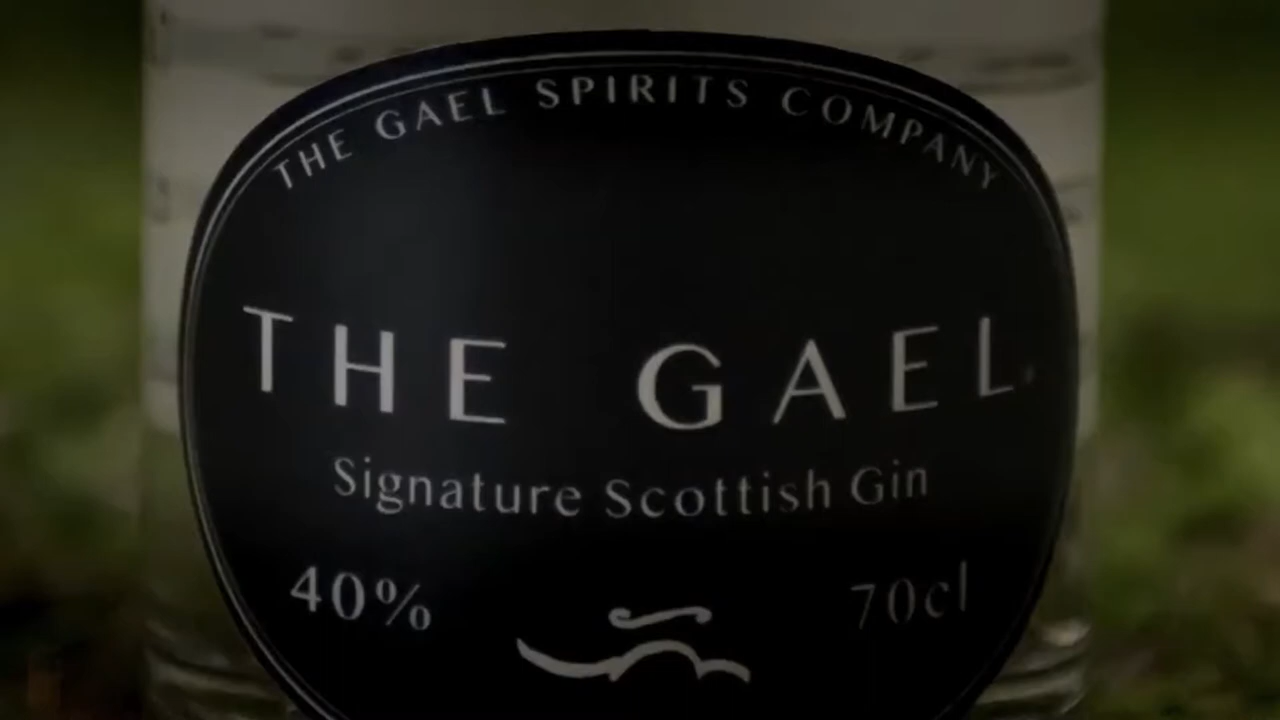 THE GAEL SPIRITS COMPANY
THE GAEL
Signature Scottish Gin
40% 70cl